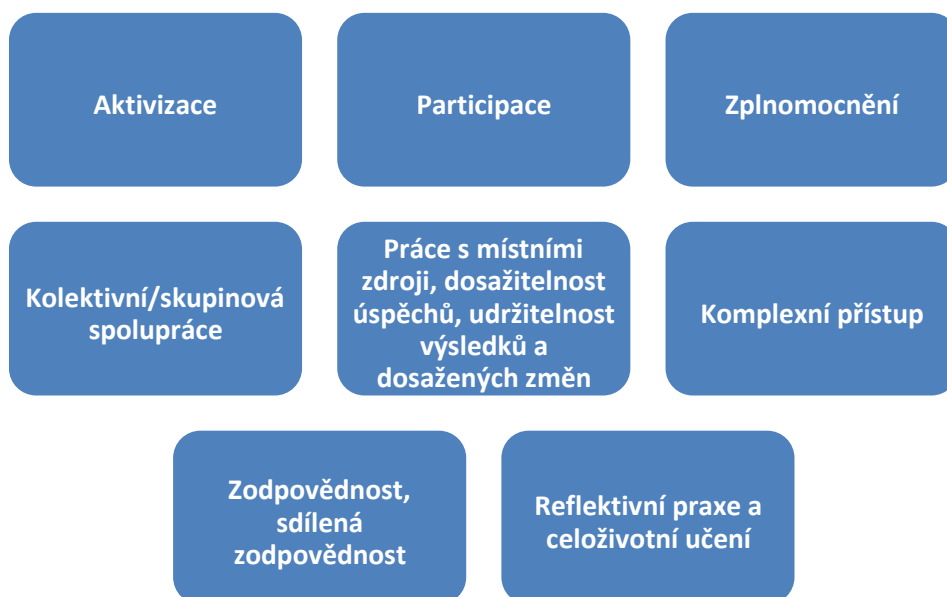 Aktivizace
Participace
Zplnomocnění
Kolektivní/skupinová
spolupráce
Práce s místními
zdroji, dosažitelnost
úspěchů, udržitelnost
výsledků a
dosažených změn
Komplexní přístup
Zodpovědnost,
sdílená
zodpovědnost
Reflektivní praxe a
celoživotní učení